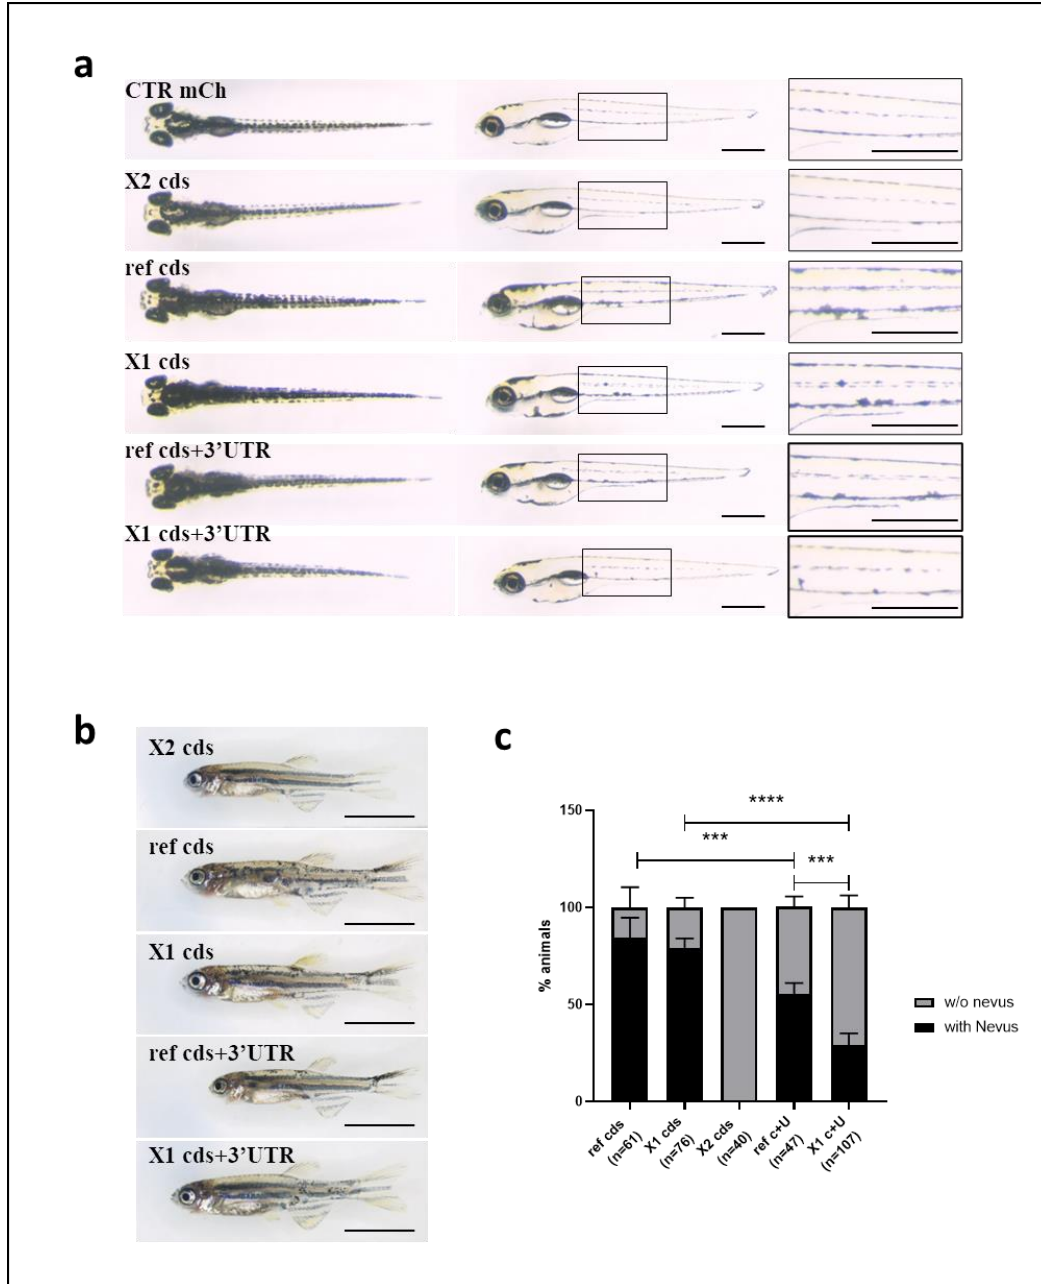 a
CTR mCh
X2 cds
ref cds
X1 cds
ref cds+3’UTR
X1 cds+3’UTR
b
X2 cds
ref cds
X1 cds
ref cds+3’UTR
X1 cds+3’UTR
c
****
***
***
150
100
50
0
% animals
w/o nevus
with Nevus
ref cds
(n=61)
X1 cds
(n=76)
X2 cds
(n=40)
ref c+U
(n=47)
X1 c+U
(n=107)